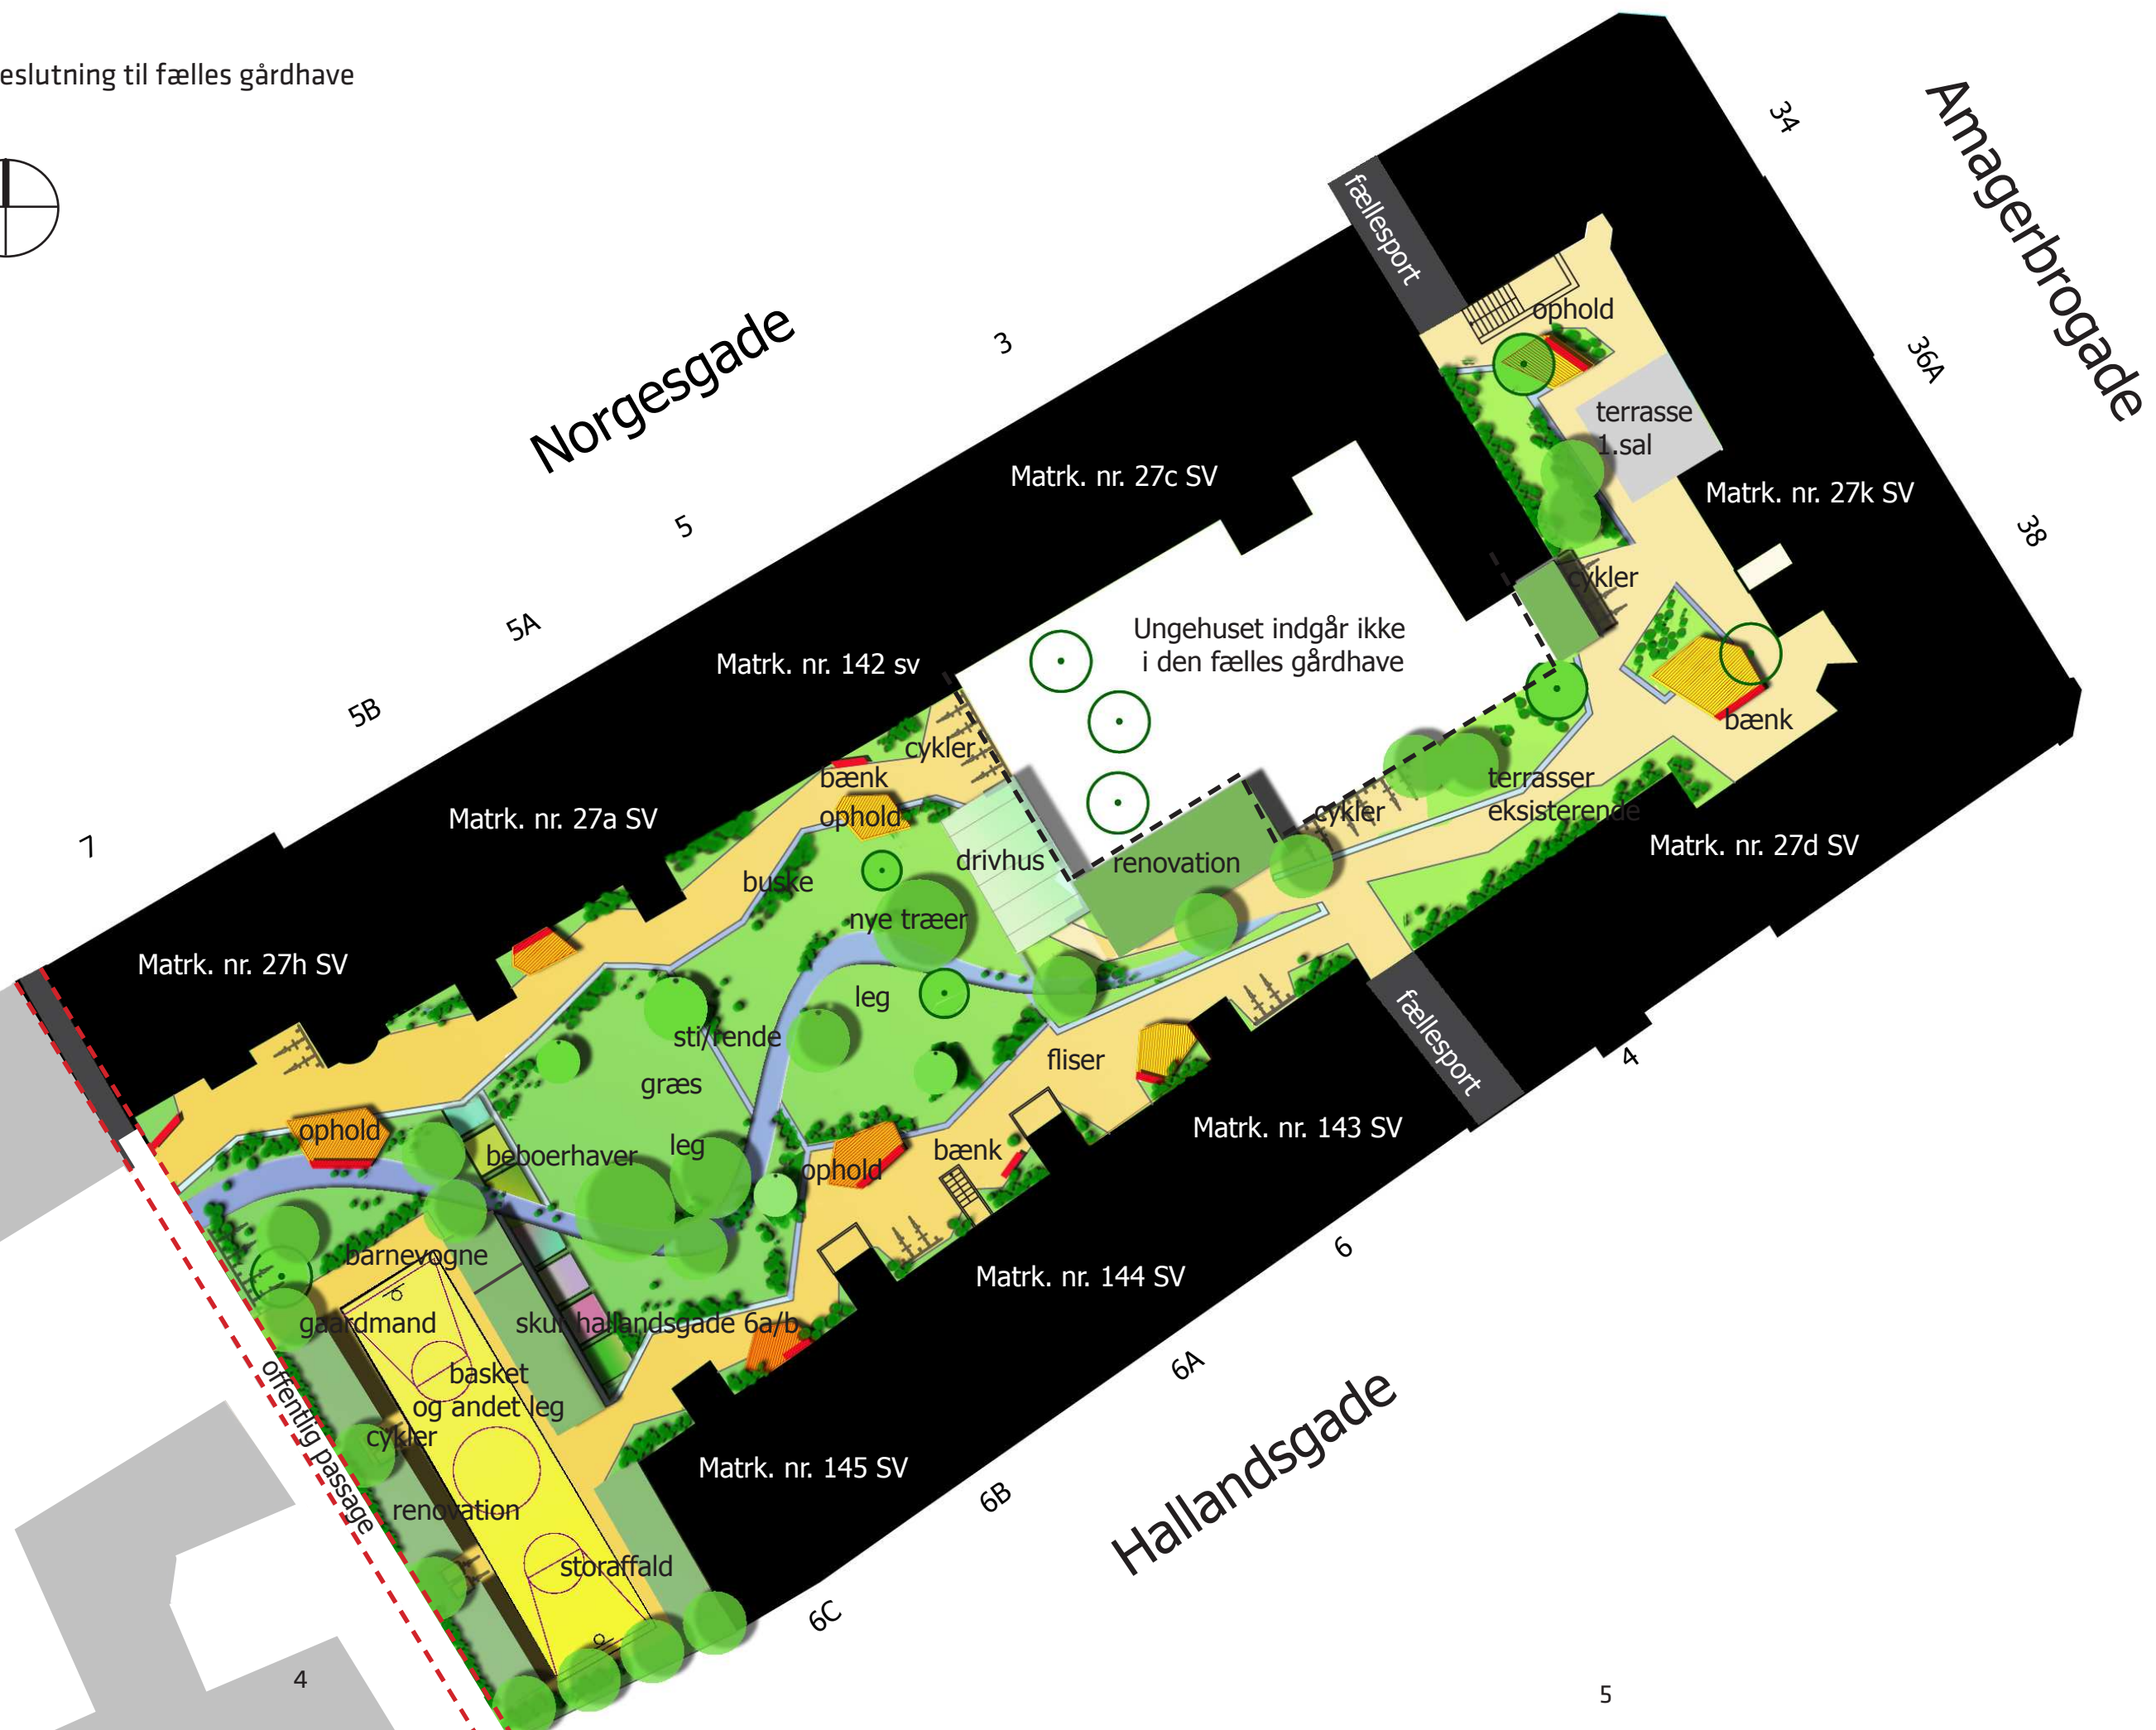 eslutning til fælles gårdhave
Amagerbrogade
34
36A
38
fællesport
ophold
terrasse
1.sal
Norgesgade
3
5
5A
5B
7
Matrk. nr. 27c SV
Matrk. nr. 27k SV
cykler
Ungehuset indgår ikke
i den fælles gårdhave
Matrk. nr. 142 sv
bænk
cykler
bænk
ophold
terrasser
eksisterende
cykler
Matrk. nr. 27a SV
Matrk. nr. 27d SV
drivhus
renovation
buske
nye træer
Matrk. nr. 27h SV
leg
sti/rende
fliser
fællesport
4
græs
ophold
beboerhaver
leg
ophold
bænk
Matrk. nr. 143 SV
barnevogne
Matrk. nr. 144 SV
6
gaardmand
skur hallandsgade 6a/b
6A
offentlig passage
basket
og andet leg
cykler
Matrk. nr. 145 SV
6B
Hallandsgade
renovation
storaffald
6C
4
5